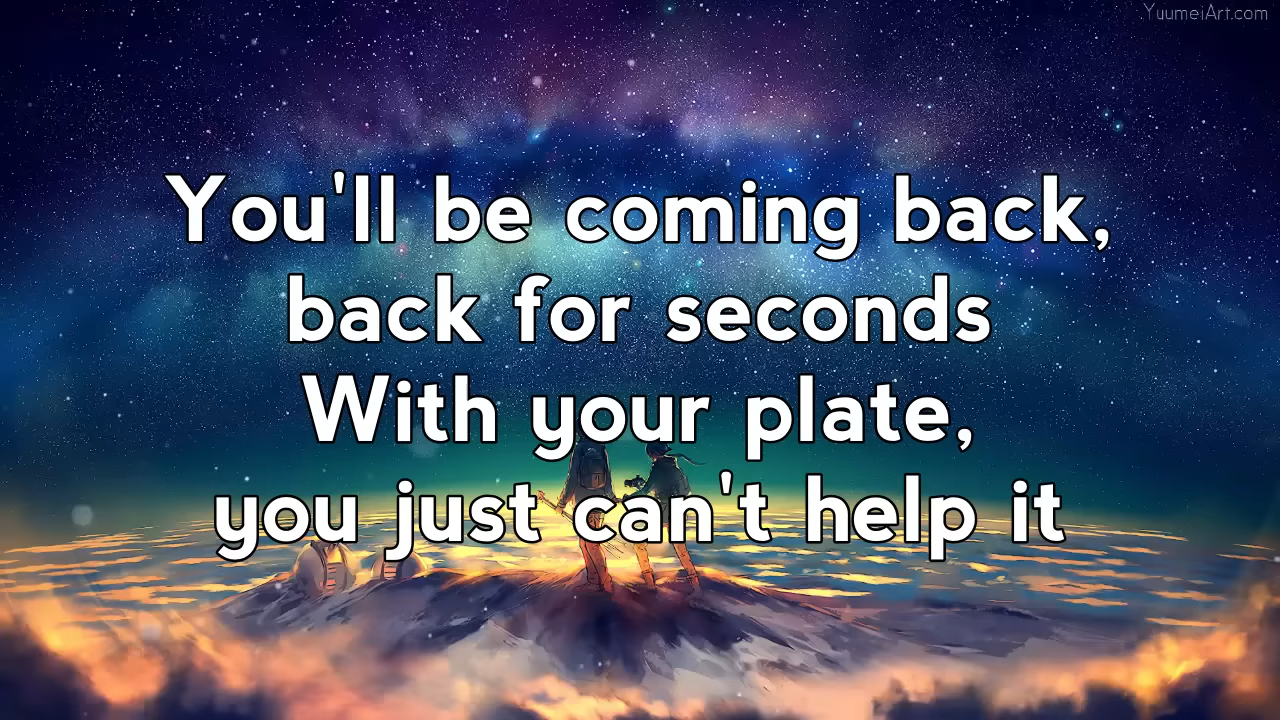 YuumeiArt.com
You'll be coming back,
back for seconds
With your plate,
you just can't help it